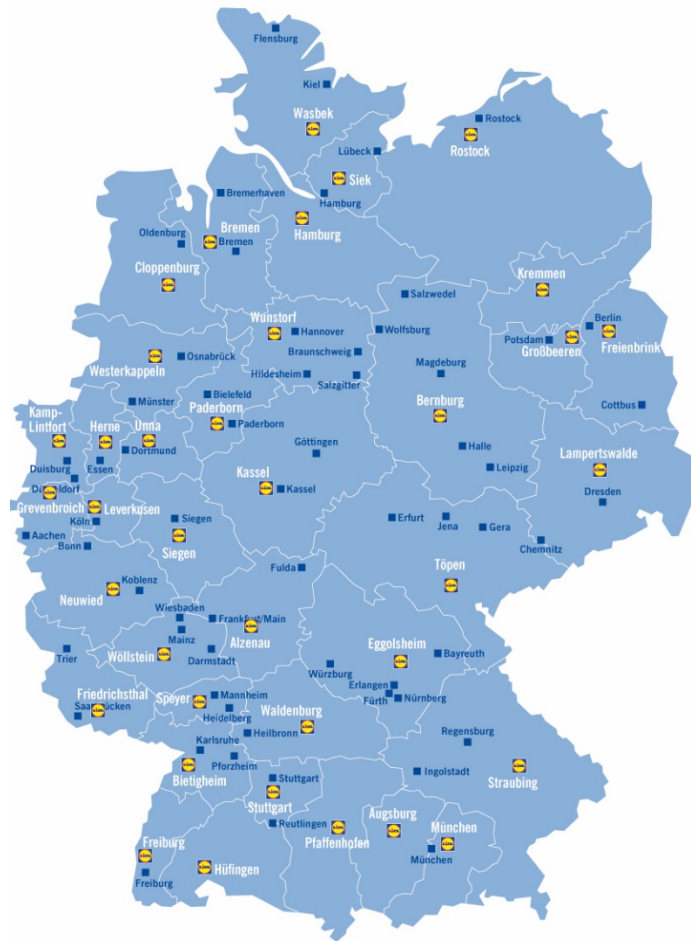 Flensburg
Kiel
Wasbek
Rostock
Rostock
Lübeck
Siek
Bremerhaven
Hamburg
Bremen
Hamburg
Oldenburg
Bremen
Cloppenburg
Kremmen
Salzwedel
Wunstorf
Berlin
Hannover
Wolfsburg
Potsdam
Großbeeren
Freienbrink
Braunschweig
Osnabrück
Westerkappeln
Hildesheim
Salzgitter
Magdeburg
Bielefeld
Münster
Paderborn
Bernburg
Cottbus
Kamp-
Lintfort
Herne
Unna
Paderborn
Göttingen
Dortmund
Halle
Lampertswalde
Duisburg
Essen
Kassel
Leipzig
Düsseldorf
Kassel
Dresden
Grevenbroich
Leverkusen
Köln
Siegen
Erfurt
Jena
Gera
Aachen
Siegen
Chemnitz
Bonn
Fulda
Töpen
Koblenz
Neuwied
Wiesbaden
Frankfurt/Main
Mainz
Alzenau
Wöllstein
Darmstadt
Eggolsheim
Bayreuth
Trier
Würzburg
Erlangen
Friedrichsthal
Speyer
Mannheim
Fürth
Nürnberg
Saarbrücken
Heidelberg
Waldenburg
Heilbronn
Regensburg
Karlsruhe
Pforzheim
Bietigheim
Ingolstadt
Straubing
Stuttgart
Stuttgart
Augsburg
Reutlingen
Pfaffenhofen
München
Freiburg
München
Hüfingen
Freiburg